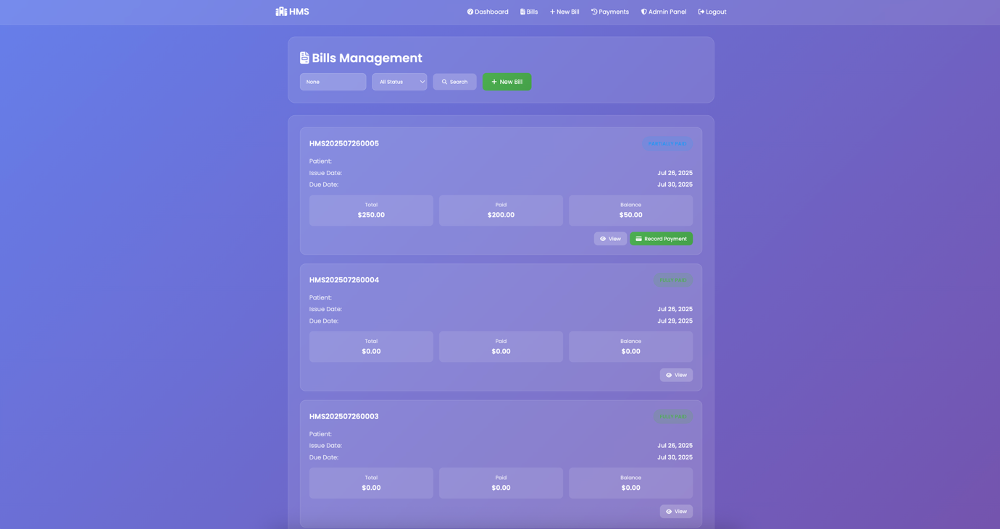 HMS
Dashboard Bills New Bill Payments Admin Panel Logout
Bills Management
None All Status Search New Bill
HMS202507260005 PARTIALLY PAID
Patient:
Issue Date: Jul 26, 2025
Due Date: Jul 30, 2025
Total Paid Balance
$250.00 $200.00 $50.00
View Record Payment
HMS202507260004
Patient:
Issue Date: Jul 26, 2025
Due Date: Jul 29, 2025
Total Paid Balance
$0.00 $0.00 $0.00
View
HMS202507260003
Patient:
Issue Date: Jul 26, 2025
Due Date: Jul 30, 2025
Total Paid Balance
$0.00 $0.00 $0.00
View